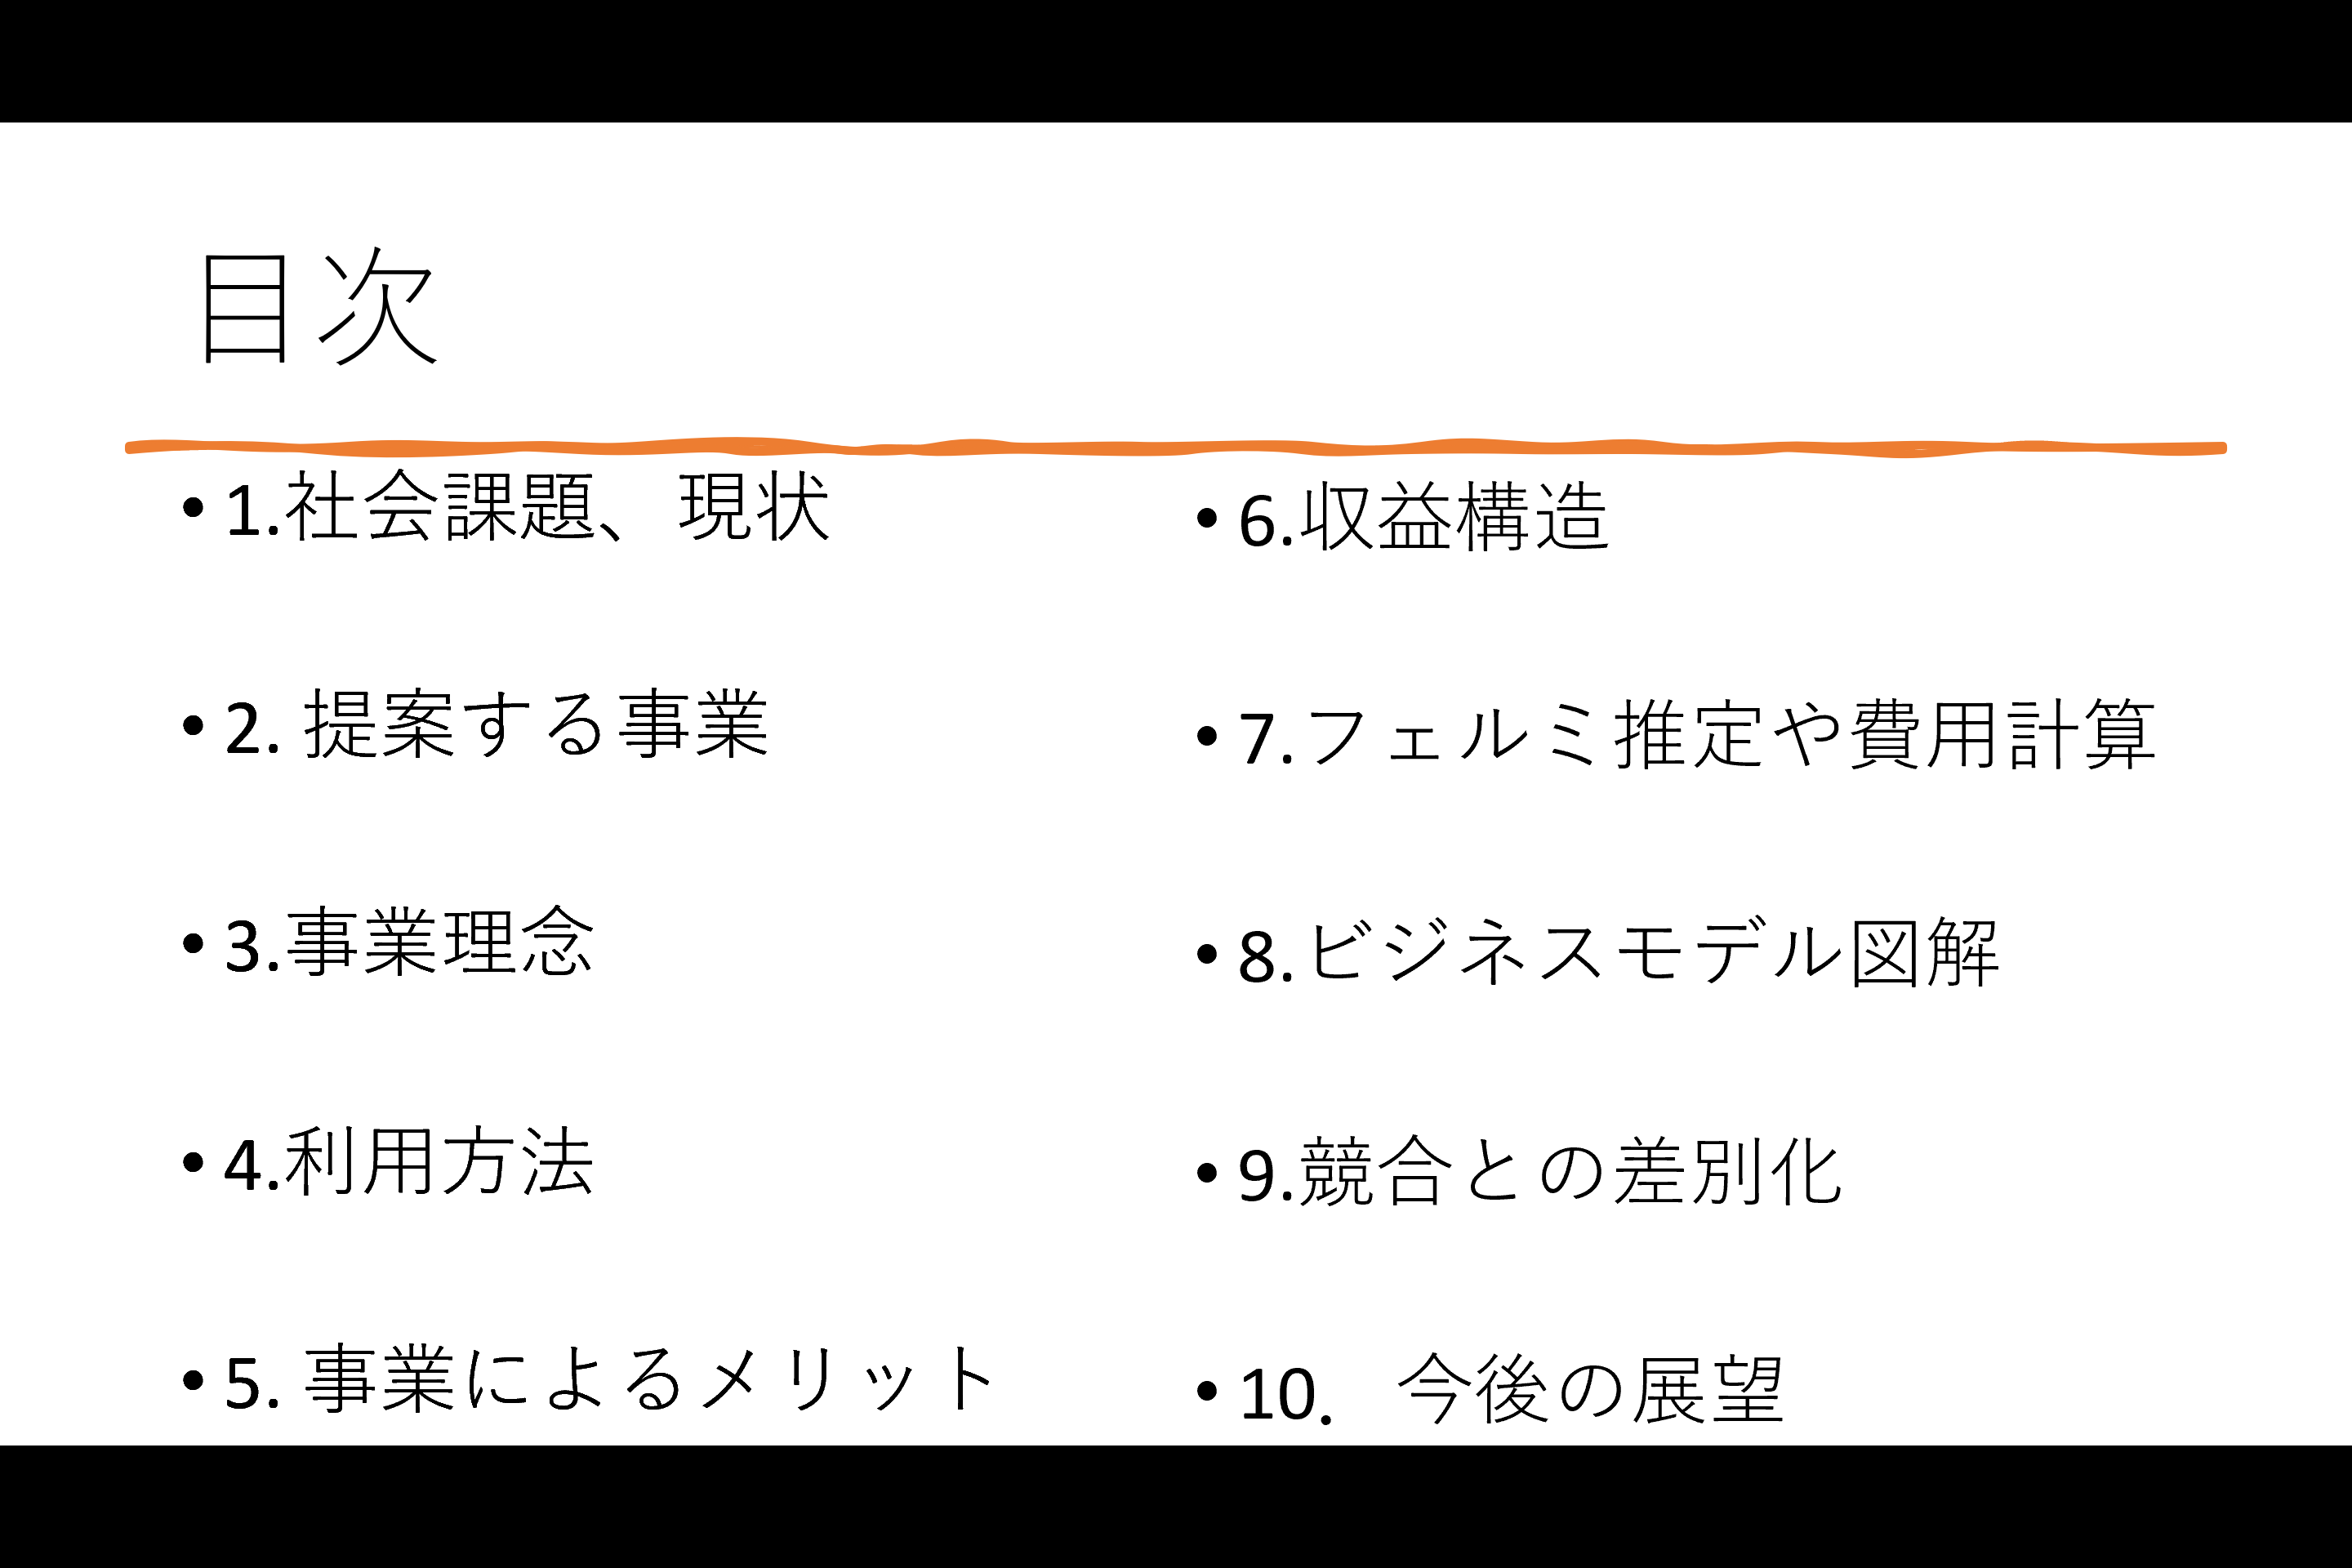 目次
• 1.社会課題、現状
• 2. 提案する事業
• 3.事業理念
• 4.利用方法
• 5. 事業によるメリット
• 6.収益構造
• 7.フェルミ推定や費用計算
• 8.ビジネスモデル図解
• 9.競合との差別化
• 10.　今後の展望